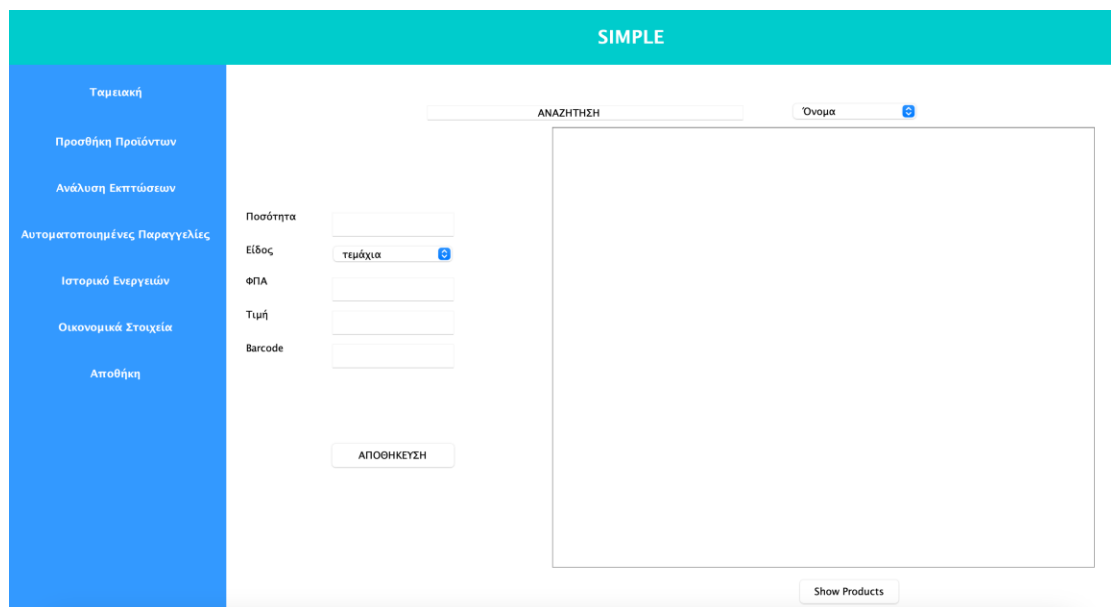 SIMPLE
Ταμειακή
Προσθήκη Προϊόντων
Ανάλυση Εκπτώσεων
Αυτοματοποιημένες Παραγγελίες
Ιστορικό Ενεργειών
Οικονομικά Στοιχεία
Αποθήκη
ΑΝΑΖΗΤΗΣΗ
Όνομα
Ποσότητα
Είδος
τεμάχια
ΦΠΑ
Τιμή
Barcode
ΑΠΟΘΗΚΕΥΣΗ
Show Products